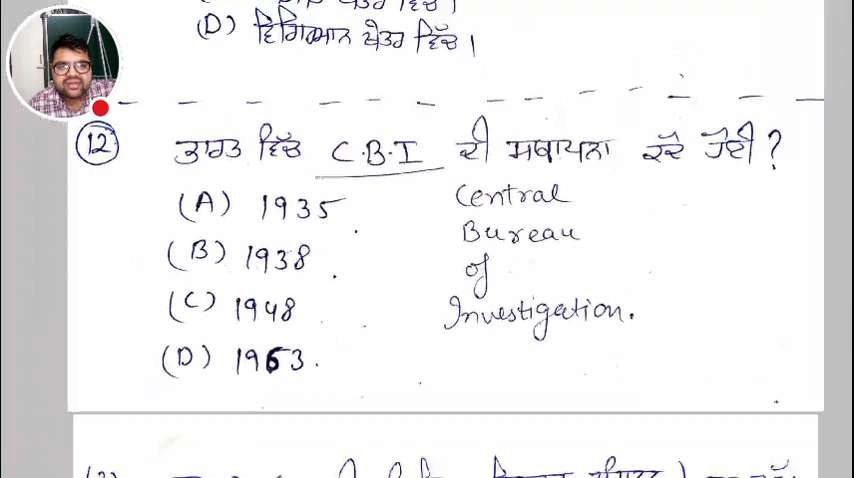 (D) ਵਿਗਿਆਨ ਖੇਤਰ ਵਿੱਚ।
(12) ਭਾਰਤ ਵਿੱਚ C.B.I ਦੀ ਸਥਾਪਨਾ ਕਦੋਂ ਹੋਈ?
(A) 1935
(B) 1938
(C) 1948
(D) 1963.
Central
Bureau
of
Investigation.